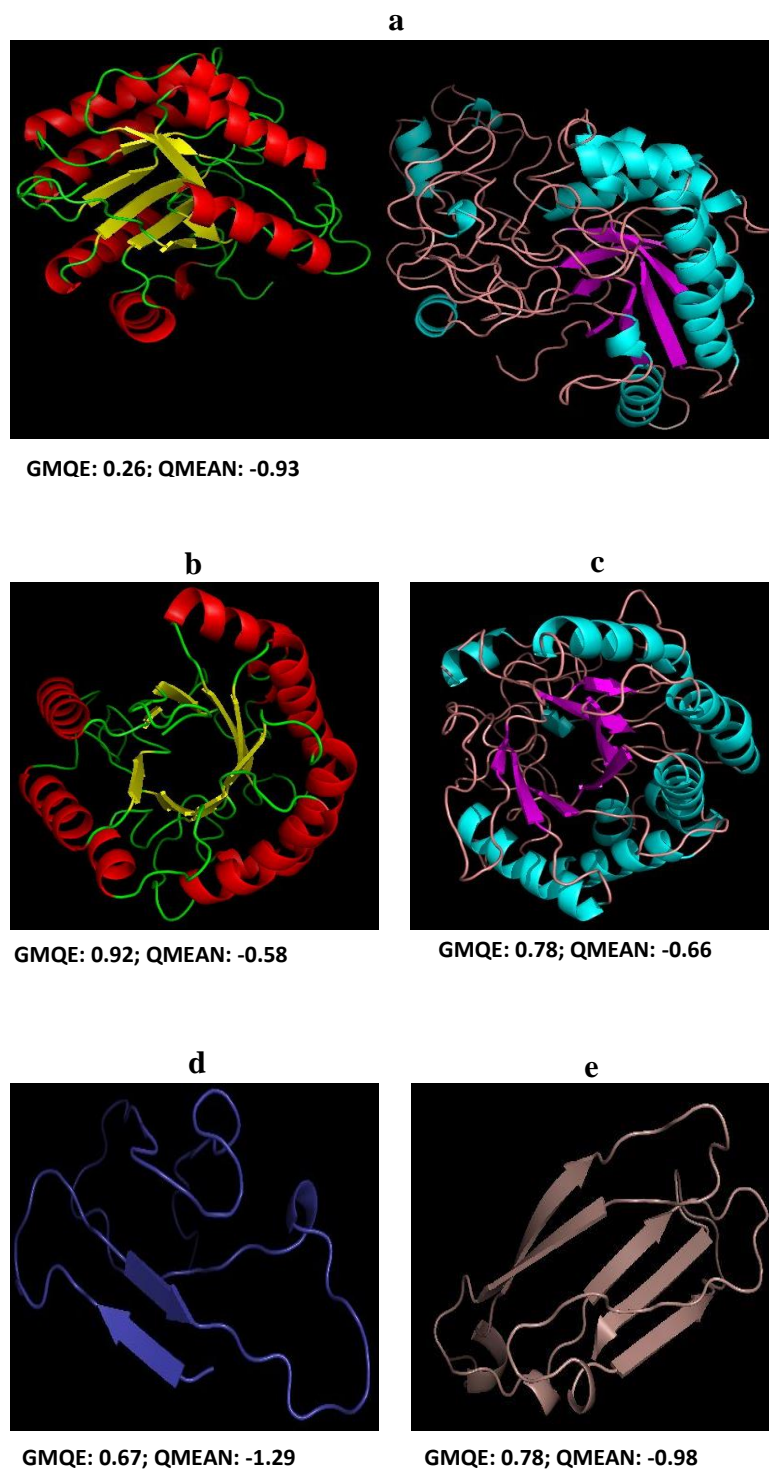 a
GMQE: 0.26; QMEAN: -0.93
b
c
GMQE: 0.92; QMEAN: -0.58
GMQE: 0.78; QMEAN: -0.66
d
e
GMQE: 0.67; QMEAN: -1.29
GMQE: 0.78; QMEAN: -0.98